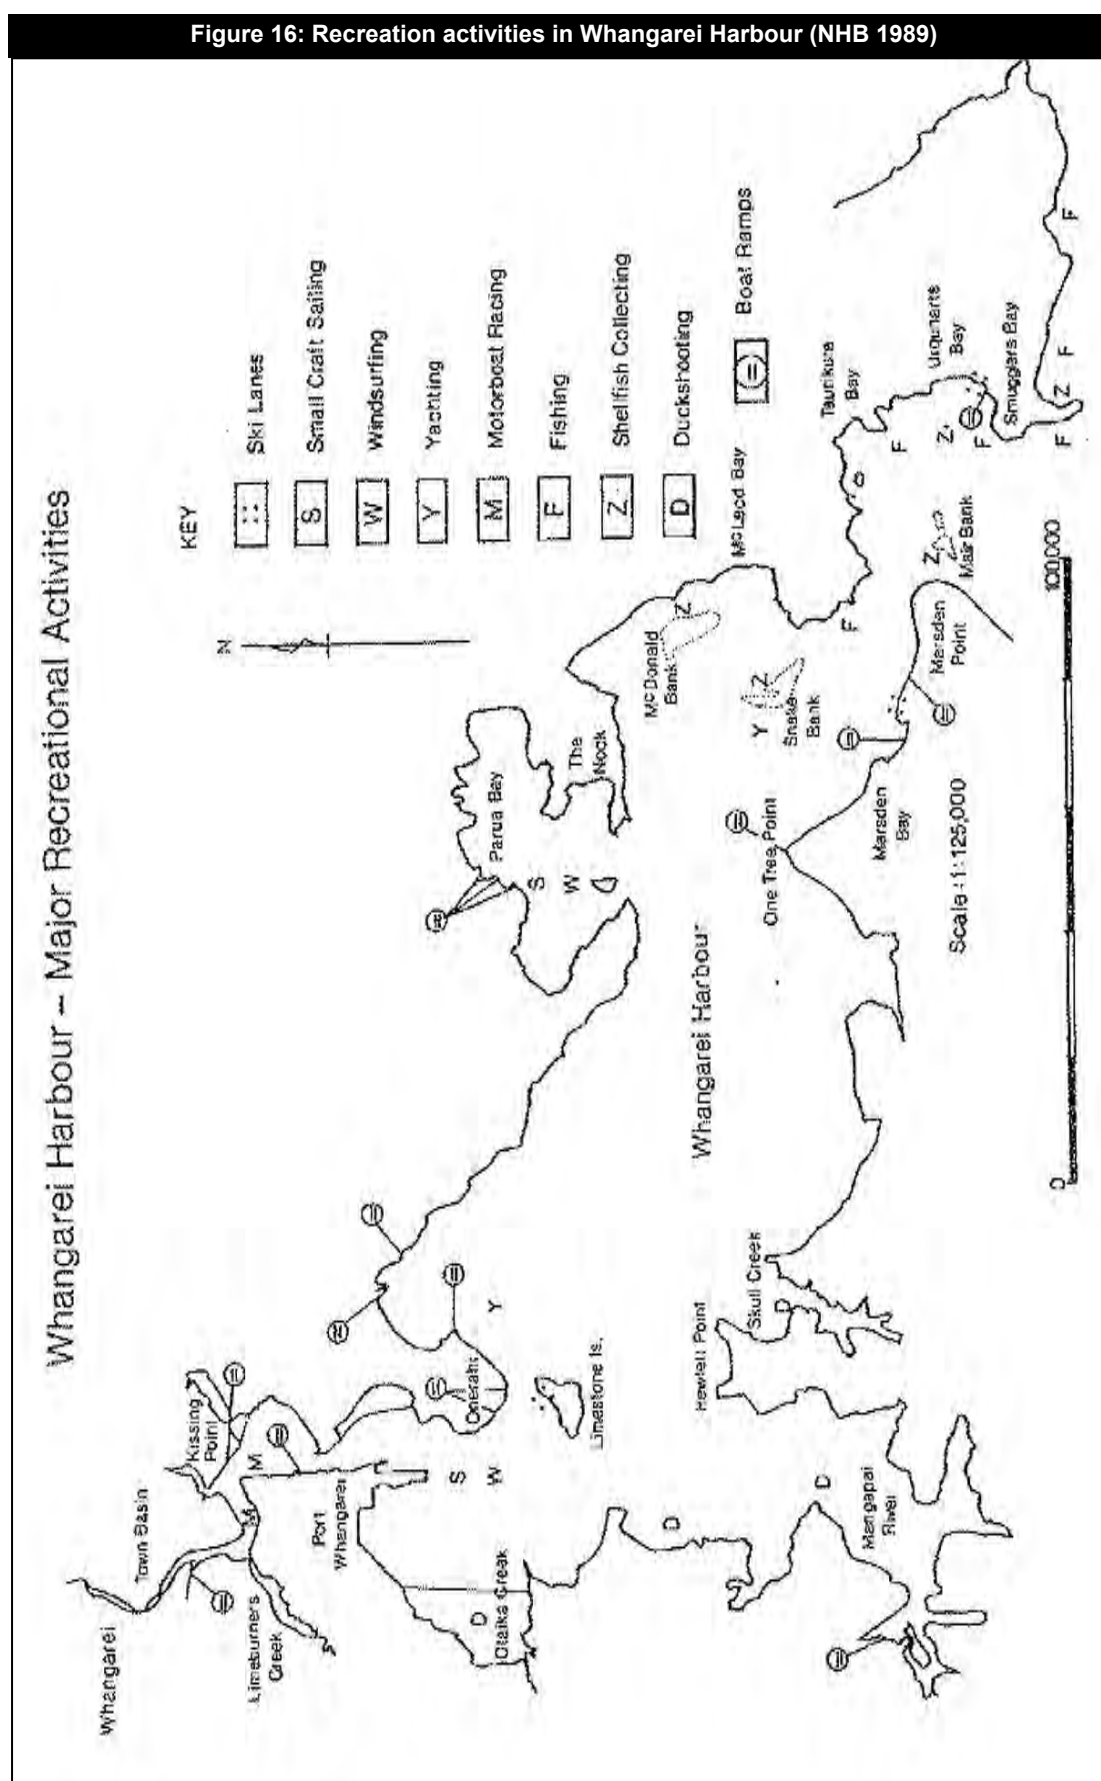 Figure 16: Recreation activities in Whangarei Harbour (NHB 1989)
Whangarei Harbour – Major Recreational Activities
KEY
Ski Lanes
S Small Craft Sailing
W Windsurfing
Y Yachting
M Motorboat Racing
F Fishing
Z Shellfish Collecting
D Duckshooting
Boat Ramps
N
Whangarei
Town Basin
Kissing
Point
M
M
Limeburners
Creek
Port
Whangarei
Onerahi
S
W
Y
Limestone Is.
D
Otaika Creek
D
D
Mangapai
River
Hewlett Point
Skull Creek
D
Whangarei Harbour
Parua Bay
S
W
The
Nook
McDonald
Bank
Z
McLeod Bay
Y
Z
Snake
Bank
One Tree Point
Marsden
Bay
Marsden
Point
Z
Mair Bank
F
Taurikura
Bay
F
Urquharts
Bay
Z
F
Smugglers Bay
F
Z
F
F
Scale : 1 : 125,000
0
100,000